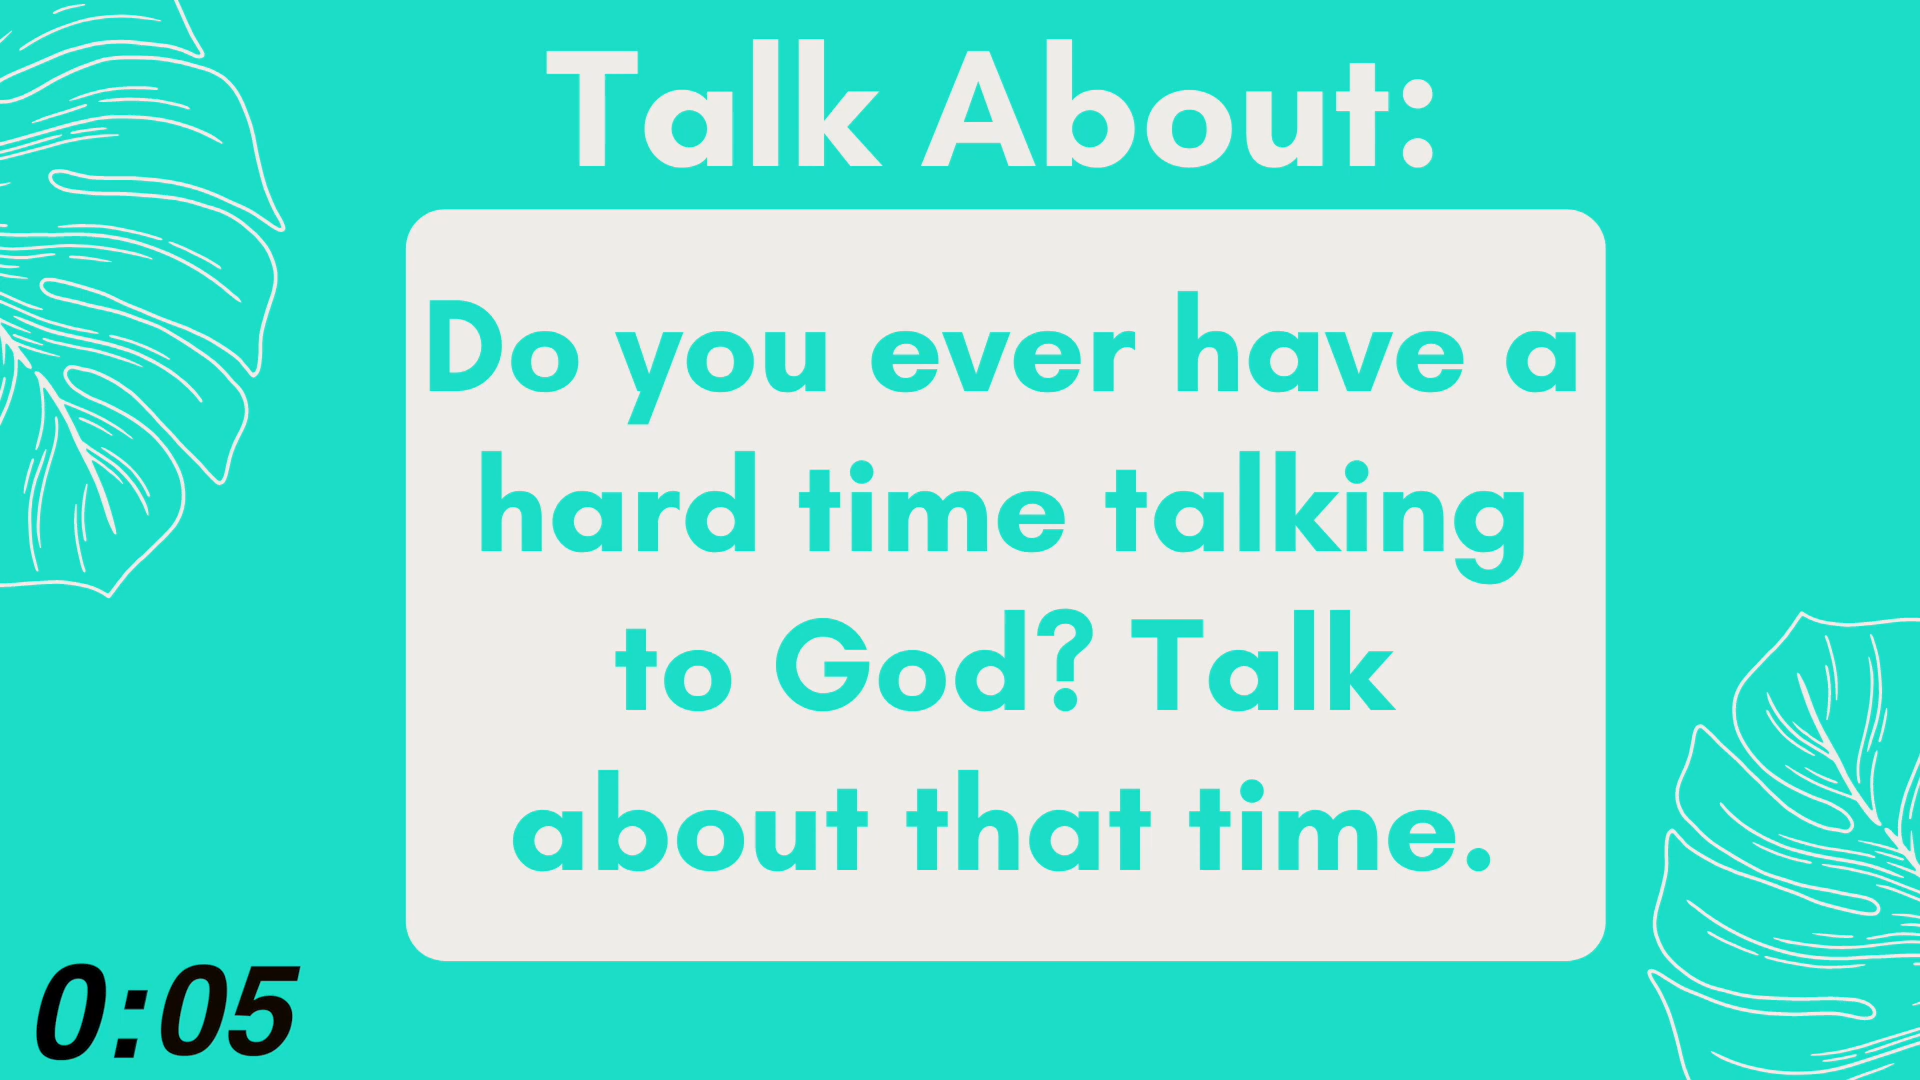 Talk About:
Do you ever have a
hard time talking
to God? Talk
about that time.
0:05